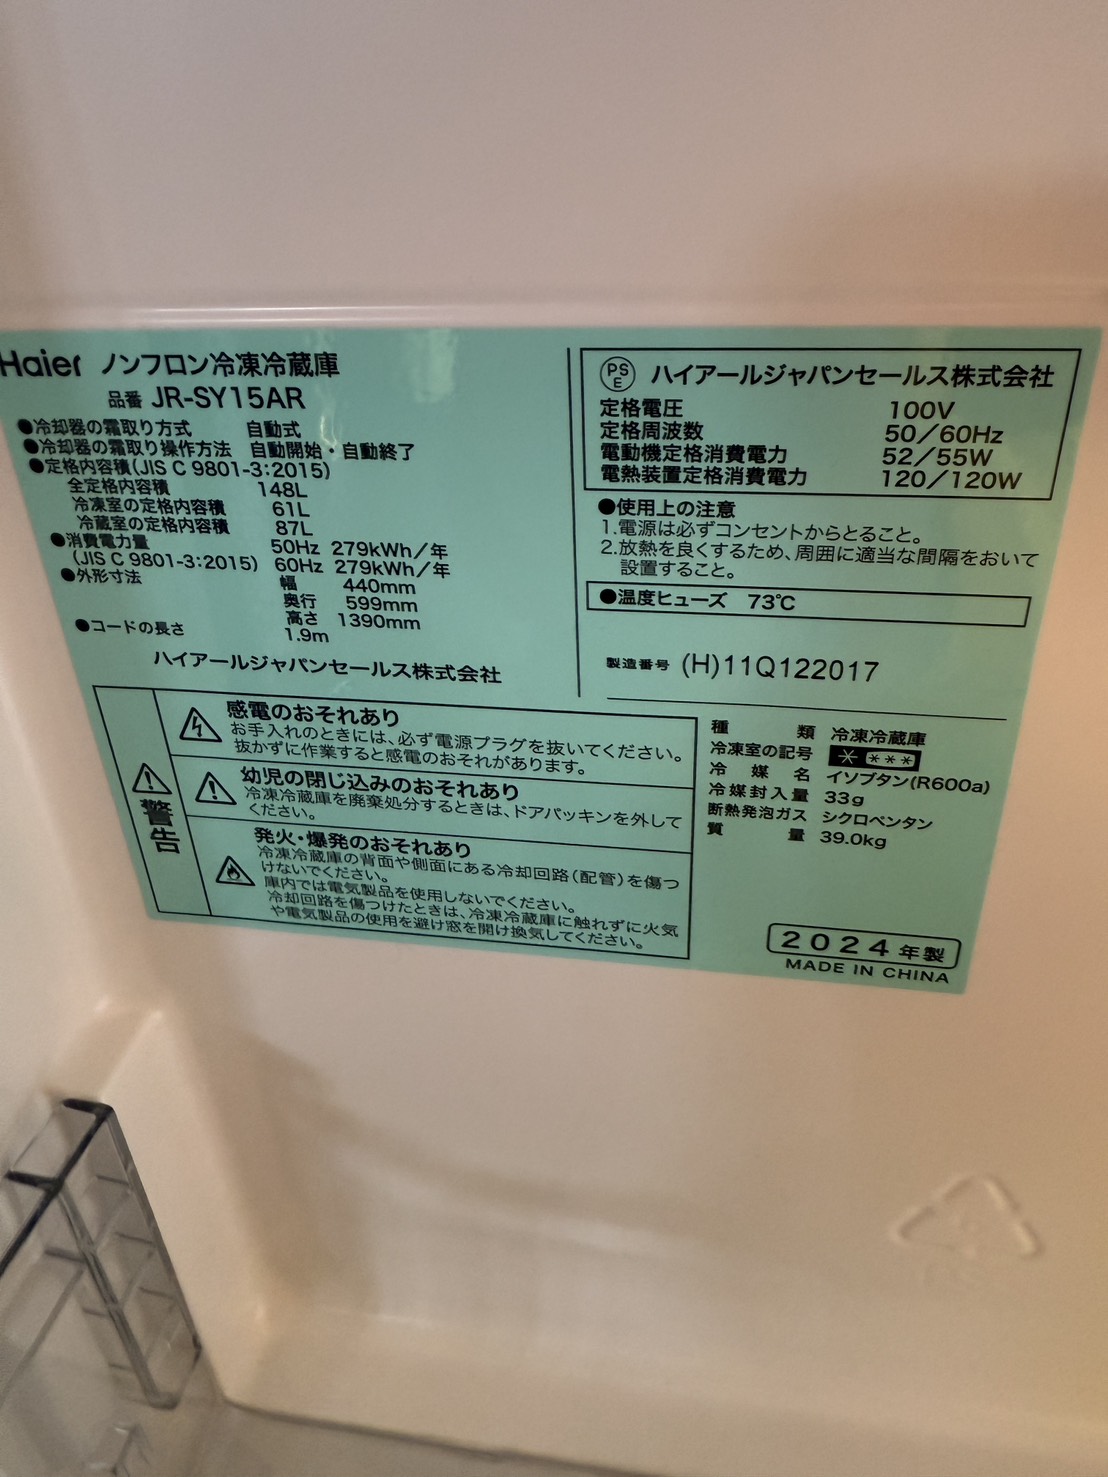 Haier ノンフロン冷凍冷蔵庫
品番 JR-SY15AR
●冷却器の霜取り方式 自動式
●冷却器の霜取り操作方法 自動開始・自動終了
●定格内容積(JIS C 9801-3:2015)
全定格内容積 148L
冷凍室の定格内容積 61L
冷蔵室の定格内容積 87L
●消費電力量 50Hz 279kWh/年
(JIS C 9801-3:2015) 60Hz 279kWh/年
●外形寸法 幅 440mm
奥行 599mm
高さ 1390mm
●コードの長さ 1.9m
ハイアールジャパンセールス株式会社
警告
感電のおそれあり
お手入れのときには、必ず電源プラグを抜いてください。
抜かずに作業すると感電のおそれがあります。
幼児の閉じ込みのおそれあり
冷凍冷蔵庫を廃棄処分するときは、ドアパッキンを外して
ください。
発火・爆発のおそれあり
冷凍冷蔵庫の背面や側面にある冷却回路(配管)を傷つ
けないでください。
庫内では電気製品を使用しないでください。
冷却回路を傷つけたときは、冷凍冷蔵庫に触れずに火気
や電気製品の使用を避け窓を開け換気してください。
PS
E
ハイアールジャパンセールス株式会社
定格電圧 100V
定格周波数 50/60Hz
電動機定格消費電力 52/55W
電熱装置定格消費電力 120/120W
●使用上の注意
1.電源は必ずコンセントからとること。
2.放熱を良くするため、周囲に適当な間隔をおいて
設置すること。
●温度ヒューズ 73℃
製造番号 (H)11Q122017
種類 冷凍冷蔵庫
冷凍室の記号 * ***
冷媒名 イソブタン(R600a)
冷媒封入量 33g
断熱発泡ガス シクロペンタン
質量 39.0kg
2024年製
MADE IN CHINA